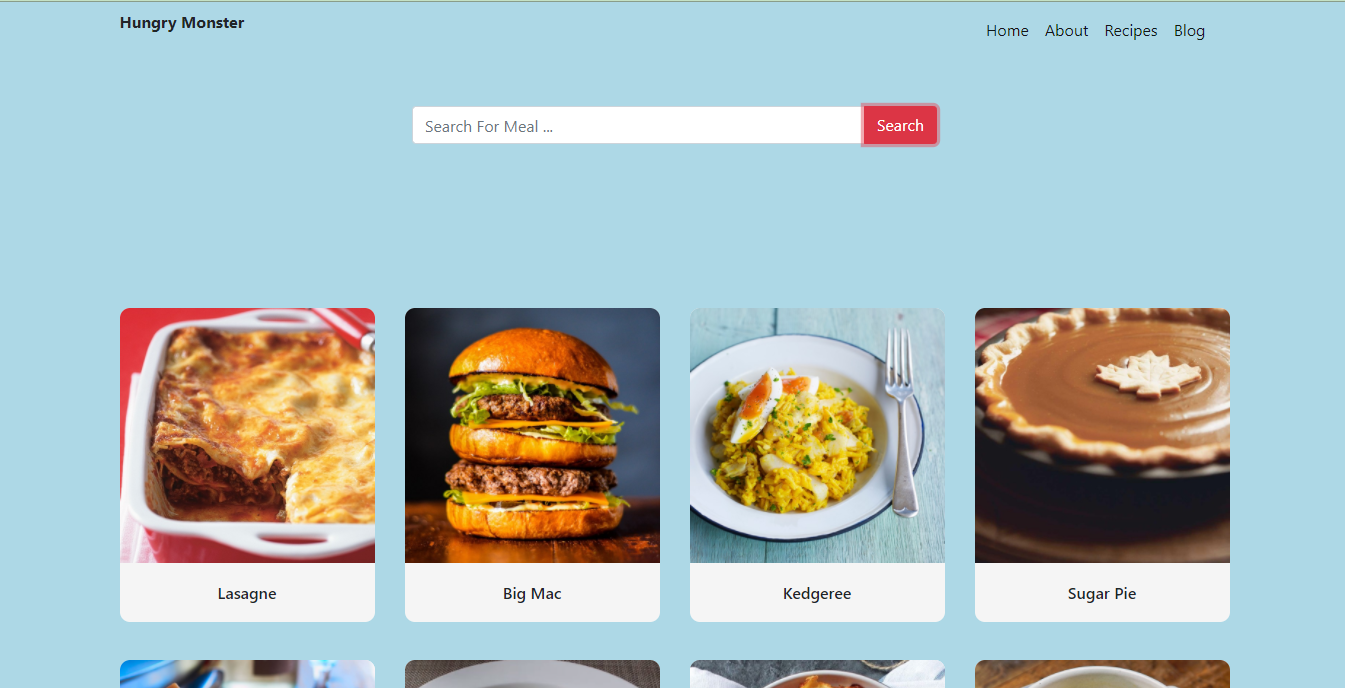 Hungry Monster
Home About Recipes Blog
Search For Meal ... Search
Lasagne
Big Mac
Kedgeree
Sugar Pie